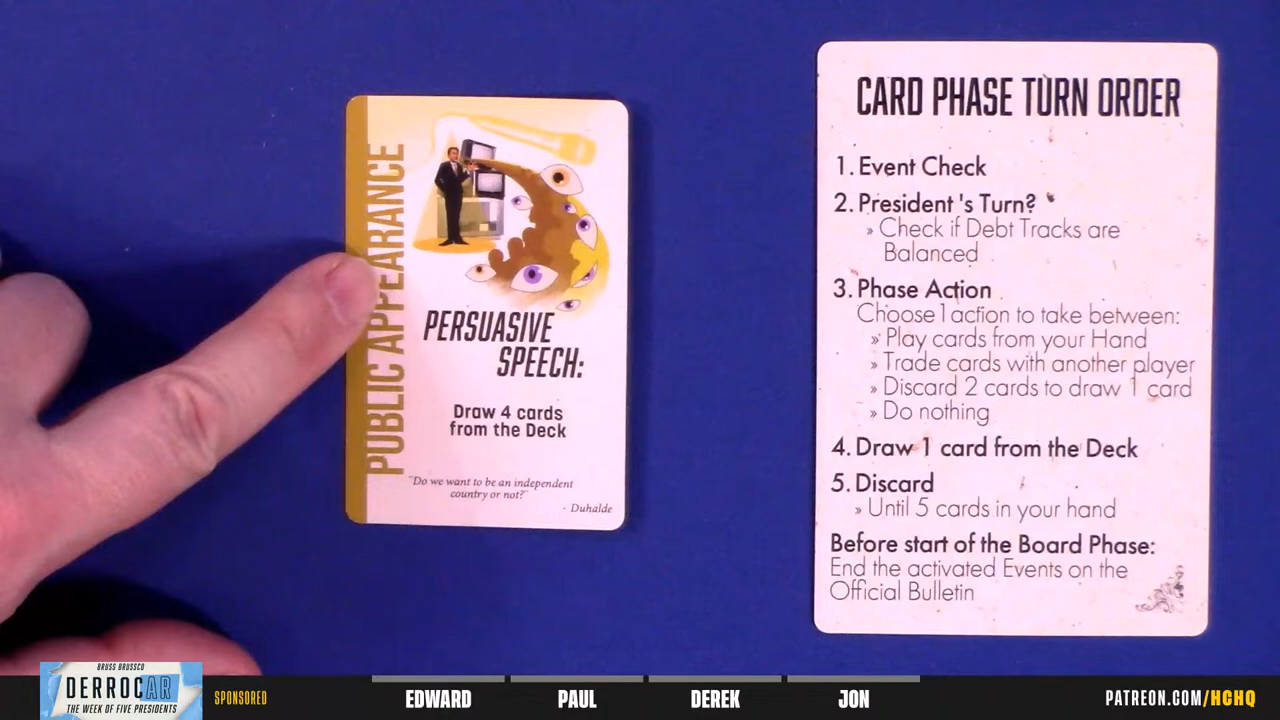 PUBLIC APPEARANCE
PERSUASIVE
SPEECH:
Draw 4 cards
from the Deck
"Do we want to be an independent
country or not?"
- Duhalde
CARD PHASE TURN ORDER
1. Event Check
2. President 's Turn?
» Check if Debt Tracks are
Balanced
3. Phase Action
Choose 1 action to take between:
» Play cards from your Hand
» Trade cards with another player
» Discard 2 cards to draw 1 card
» Do nothing
4. Draw 1 card from the Deck
5. Discard
» Until 5 cards in your hand
Before start of the Board Phase:
End the activated Events on the
Official Bulletin
BRUSS BRUSSCO
DERROCAR
THE WEEK OF FIVE PRESIDENTS
SPONSORED
EDWARD
PAUL
DEREK
JON
PATREON.COM/HCHQ